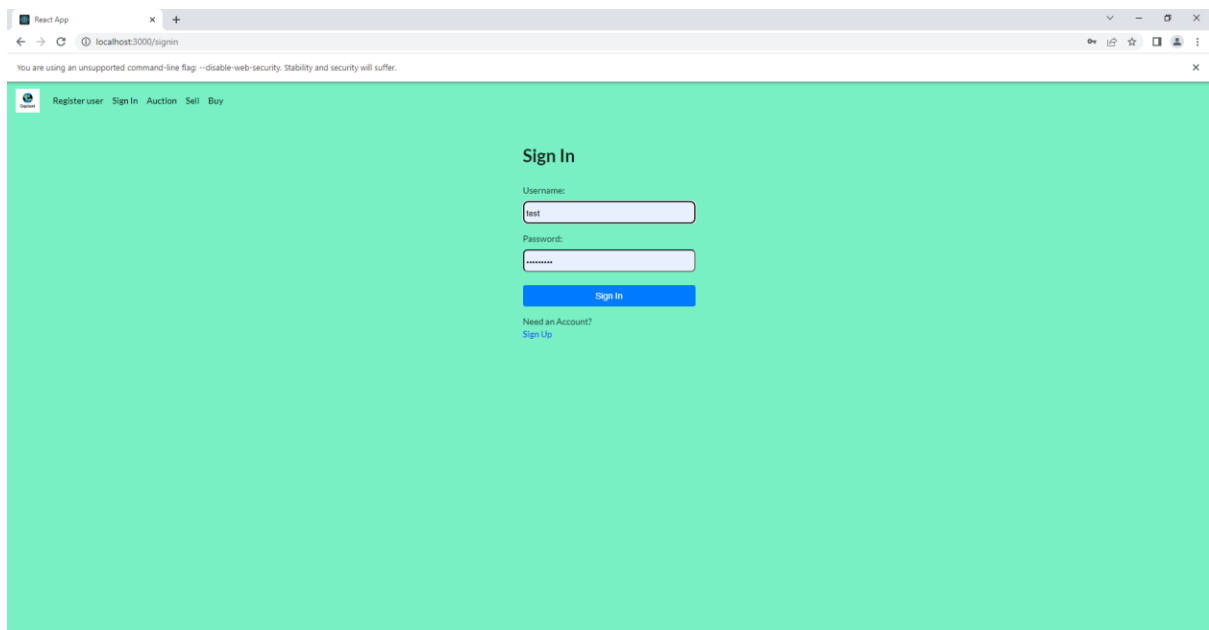 React App
localhost:3000/signin
You are using an unsupported command-line flag: --disable-web-security. Stability and security will suffer.
Register user Sign In Auction Sell Buy
Sign In
Username:
test
Password:
•••••••••
Sign In
Need an Account?
Sign Up